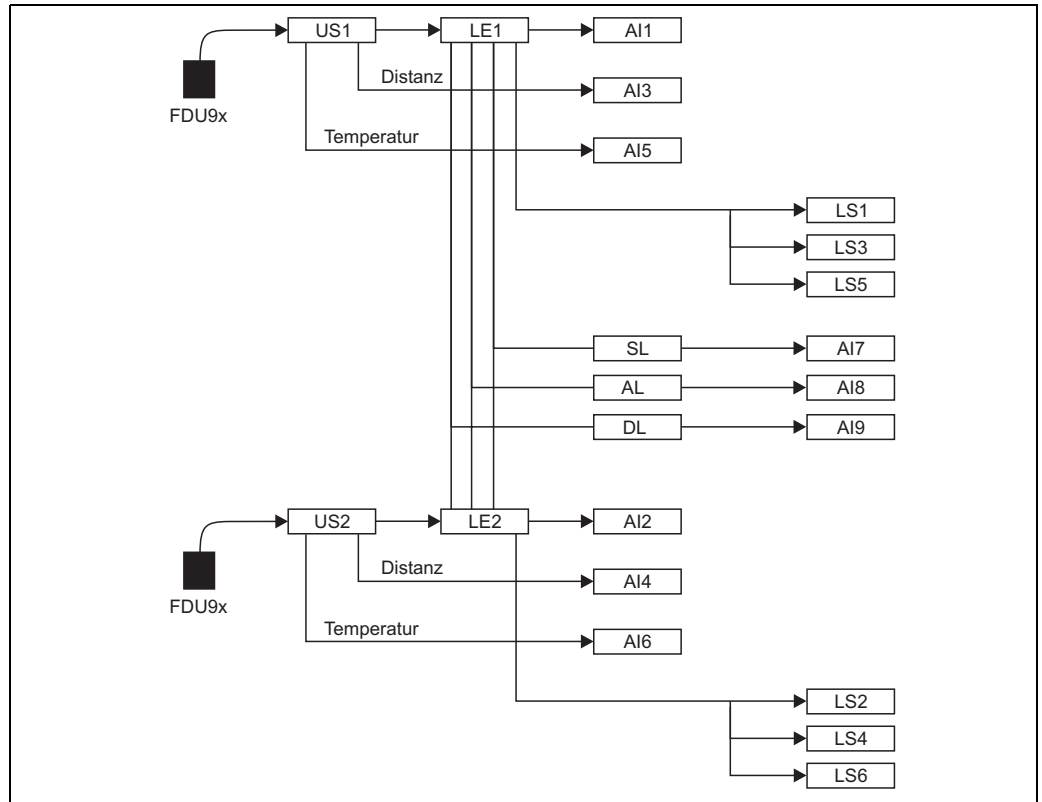 US1
LE1
AI1
FDU9x
Distanz
AI3
Temperatur
AI5
LS1
LS3
LS5
SL
AI7
AL
AI8
DL
AI9
US2
LE2
AI2
FDU9x
Distanz
AI4
Temperatur
AI6
LS2
LS4
LS6